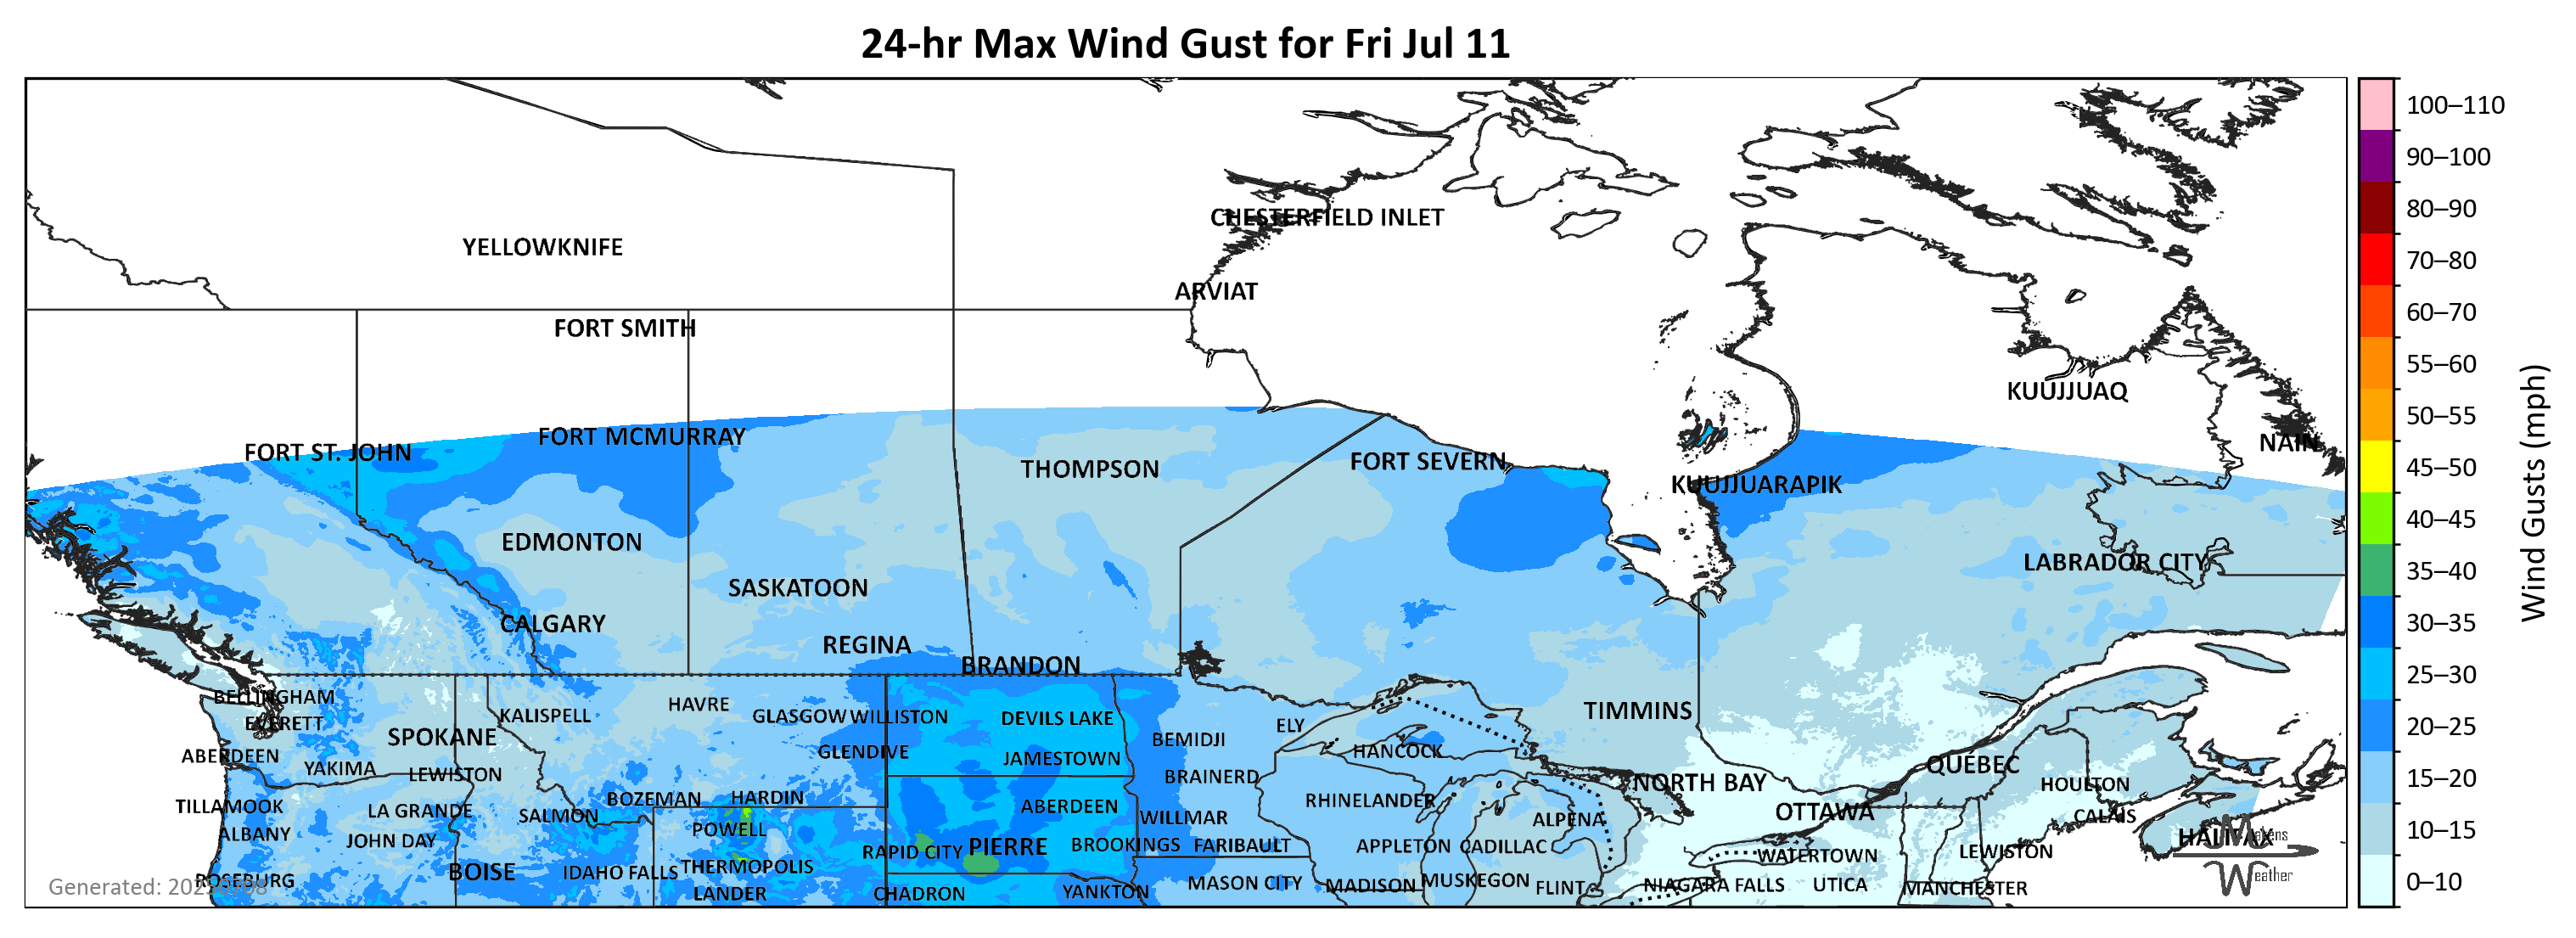 24-hr Max Wind Gust for Fri Jul 11
100–110
90–100
80–90
70–80
60–70
55–60
50–55
45–50
40–45
35–40
30–35
25–30
20–25
15–20
10–15
0–10
Wind Gusts (mph)
CHESTERFIELD INLET
YELLOWKNIFE
ARVIAT
FORT SMITH
KUUJJUAQ
FORT MCMURRAY
NAIN
FORT ST. JOHN
FORT SEVERN
THOMPSON
KUUJJUARAPIK
EDMONTON
LABRADOR CITY
SASKATOON
CALGARY
REGINA
BRANDON
BELLINGHAM
HAVRE
KALISPELL
GLASGOW
WILLISTON
DEVILS LAKE
TIMMINS
EVERETT
ELY
SPOKANE
BEMIDJI
GLENDIVE
HANCOCK
ABERDEEN
JAMESTOWN
QUÉBEC
YAKIMA
LEWISTON
BRAINERD
NORTH BAY
HOULTON
BOZEMAN
HARDIN
RHINELANDER
TILLAMOOK
LA GRANDE
ABERDEEN
OTTAWA
SALMON
WILLMAR
CALAIS
ALPENA
POWELL
ALBANY
HALIFAX
Makens
JOHN DAY
RAPID CITY
PIERRE
BROOKINGS
FARIBAULT
APPLETON
CADILLAC
LEWISTON
WATERTOWN
THERMOPOLIS
BOISE
IDAHO FALLS
Weather
ROSEBURG
MASON CITY
MADISON
MUSKEGON
FLINT
NIAGARA FALLS
UTICA
MANCHESTER
LANDER
CHADRON
YANKTON
Generated: